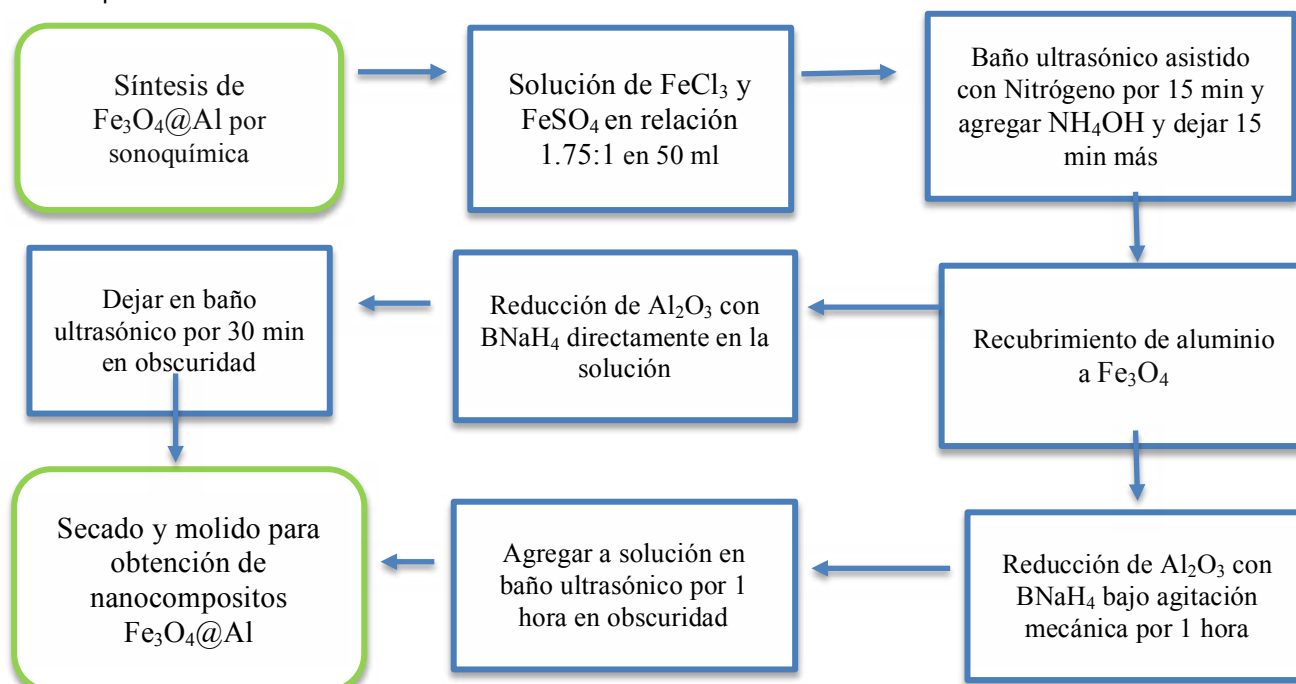 Síntesis de
Fe₃O₄@Al por
sonoquímica
Solución de FeCl₃ y
FeSO₄ en relación
1.75:1 en 50 ml
Baño ultrasónico asistido
con Nitrógeno por 15 min y
agregar NH₄OH y dejar 15
min más
Dejar en baño
ultrasónico por 30 min
en obscuridad
Reducción de Al₂O₃ con
BNaH₄ directamente en la
solución
Recubrimiento de aluminio
a Fe₃O₄
Secado y molido para
obtención de
nanocompositos
Fe₃O₄@Al
Agregar a solución en
baño ultrasónico por 1
hora en obscuridad
Reducción de Al₂O₃ con
BNaH₄ bajo agitación
mecánica por 1 hora